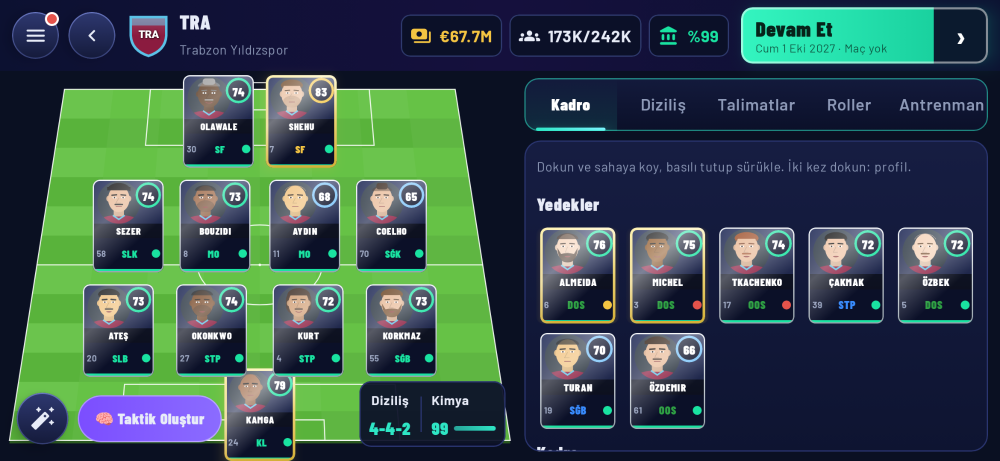 TRA
TRA
Trabzon Yıldızspor
€67.7M
173K/242K
%99
Devam Et
Cum 1 Eki 2027 · Maç yok
74
OLAWALE
30 SF
83
SHEHU
7 SF
74
SEZER
58 SLK
73
BOUZIDI
8 MO
68
AYDIN
11 MO
65
COELHO
70 SĞK
73
ATEŞ
20 SLB
74
OKONKWO
27 STP
72
KURT
4 STP
73
KORKMAZ
55 SĞB
79
KAMGA
24 KL
Taktik Oluştur
Diziliş
4-4-2
Kimya
99
Kadro Diziliş Talimatlar Roller Antrenman
Dokun ve sahaya koy, basılı tutup sürükle. İki kez dokun: profil.
Yedekler
76
ALMEIDA
6 DOS
75
MICHEL
3 DOS
74
TKACHENKO
17 OOS
72
ÇAKMAK
39 STP
72
ÖZBEK
5 DOS
70
TURAN
19 SĞB
66
ÖZDEMIR
61 OOS